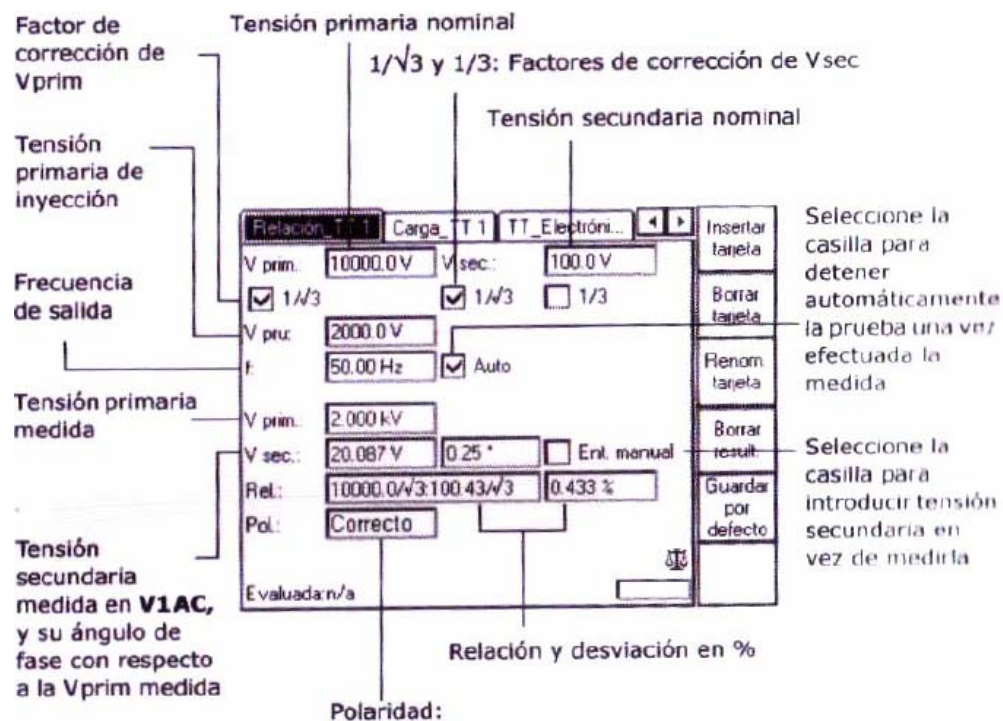 Factor de
corrección de
Vprim
Tensión primaria nominal
1/√3 y 1/3: Factores de corrección de Vsec
Tensión secundaria nominal
Tensión
primaria de
inyección
Frecuencia
de salida
Tensión primaria
medida
Tensión
secundaria
medida en V1AC,
y su ángulo de
fase con respecto
a la Vprim medida
Relación_TT 1 Carga_TT 1 TT_Electróni...
V prim.: 10000.0 V V sec.: 100.0 V
1/√3 1/√3 1/3
V pru: 2000.0 V
f: 50.00 Hz Auto
V prim.: 2.000 kV
V sec.: 20.087 V 0.25 ° Ent. manual
Rel.: 10000.0/√3:100.43/√3 0.433 %
Pol.: Correcto
Evaluada:n/a
Insertar
tarjeta
Borrar
tarjeta
Renom.
tarjeta
Borrar
result.
Guardar
por
defecto
Seleccione la
casilla para
detener
automáticamente
la prueba una vez
efectuada la
medida
Seleccione la
casilla para
introducir tensión
secundaria en
vez de medirla
Relación y desviación en %
Polaridad: